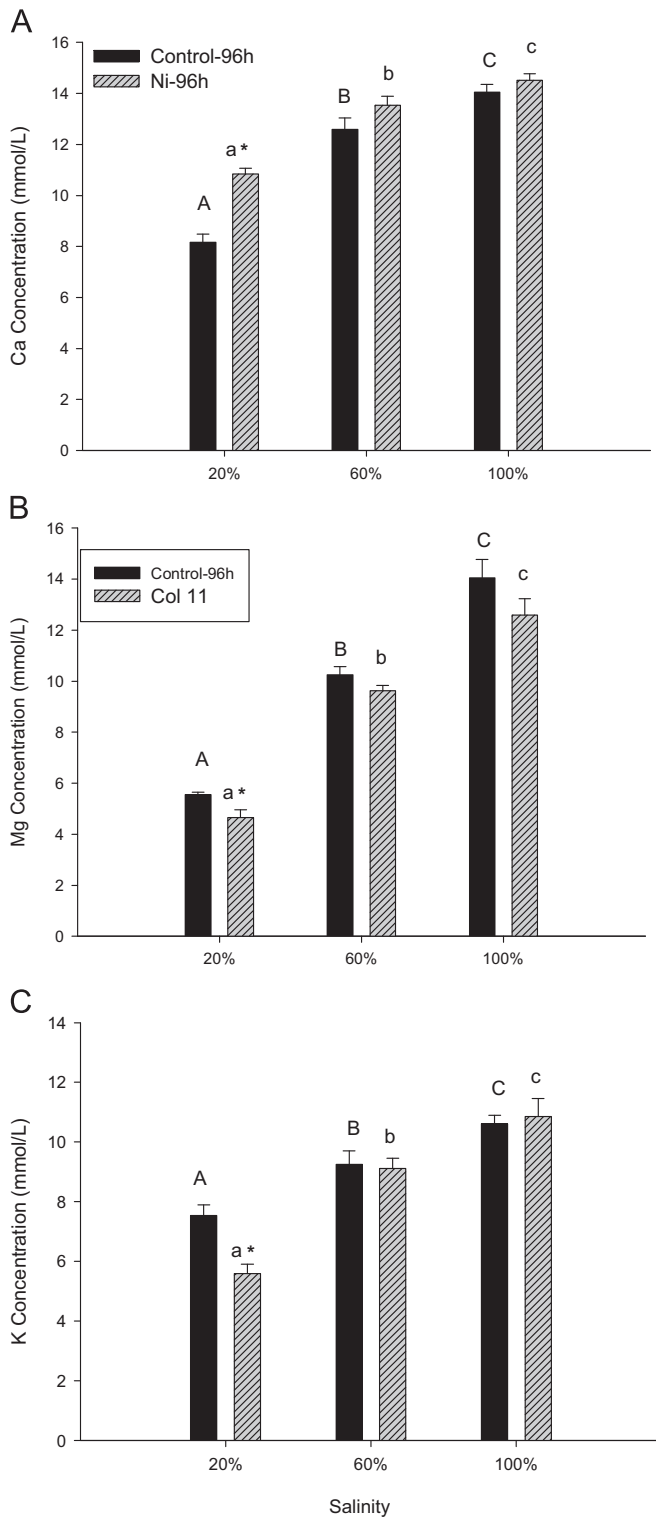 A
Ca Concentration (mmol/L)
16
14
12
10
8
6
4
2
0
Control-96h
Ni-96h
A
a *
B
b
C
c
20%
60%
100%
B
Mg Concentration (mmol/L)
16
14
12
10
8
6
4
2
0
Control-96h
Col 11
A
a *
B
b
C
c
20%
60%
100%
C
K Concentration (mmol/L)
14
12
10
8
6
4
2
0
A
a *
B
b
C
c
20%
60%
100%
Salinity